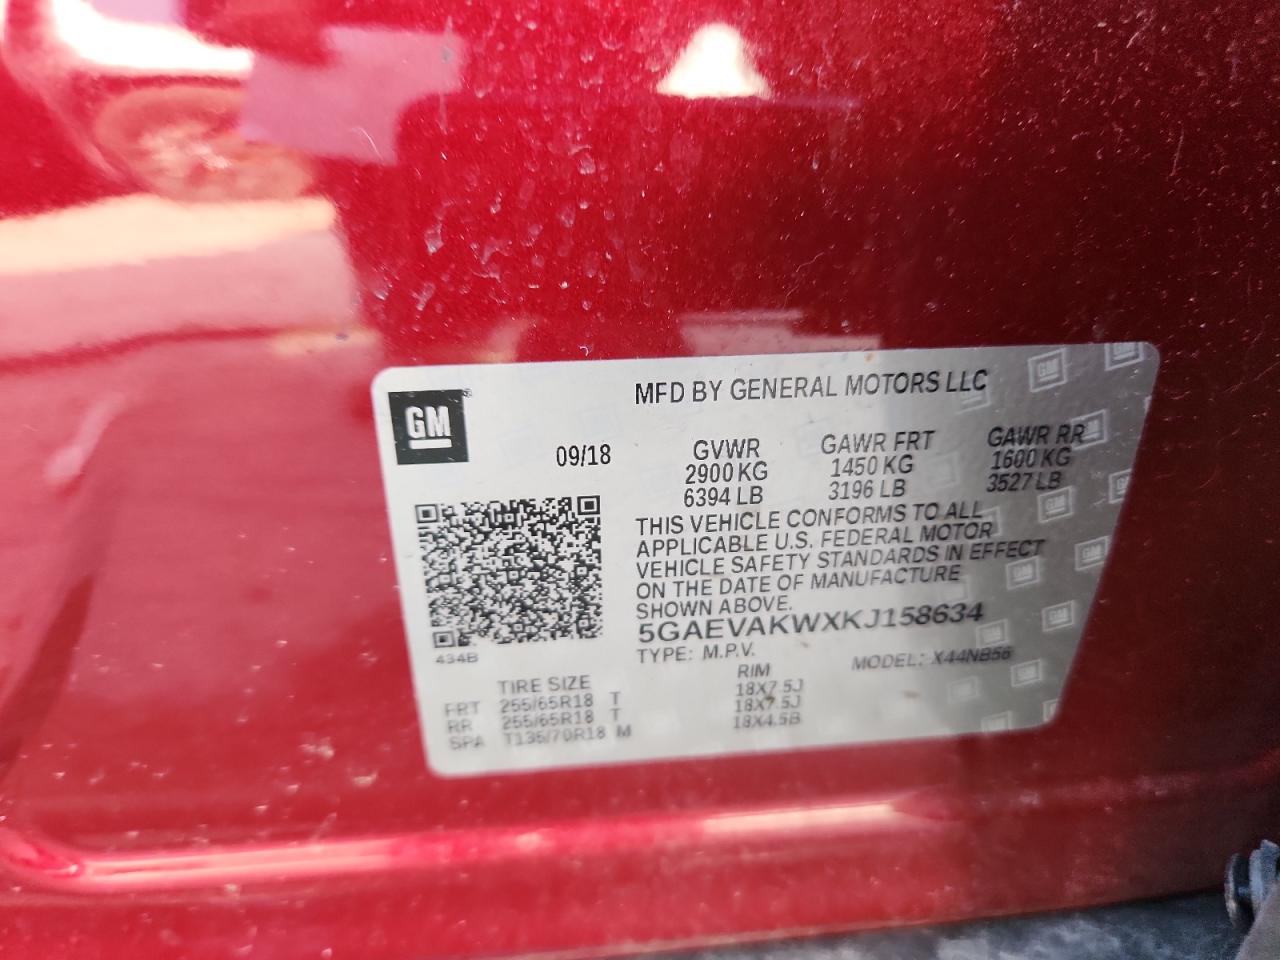 MFD BY GENERAL MOTORS LLC
GM
09/18 GVWR GAWR FRT GAWR RR
2900 KG 1450 KG 1600 KG
6394 LB 3196 LB 3527 LB
THIS VEHICLE CONFORMS TO ALL
APPLICABLE U.S. FEDERAL MOTOR
VEHICLE SAFETY STANDARDS IN EFFECT
ON THE DATE OF MANUFACTURE
SHOWN ABOVE.
5GAEVAKWXKJ158634
434B
TYPE: M.P.V. MODEL: X44NB56
TIRE SIZE RIM
FRT 255/65R18 T 18X7.5J
RR 255/65R18 T 18X7.5J
SPA T135/70R18 M 18X4.5B